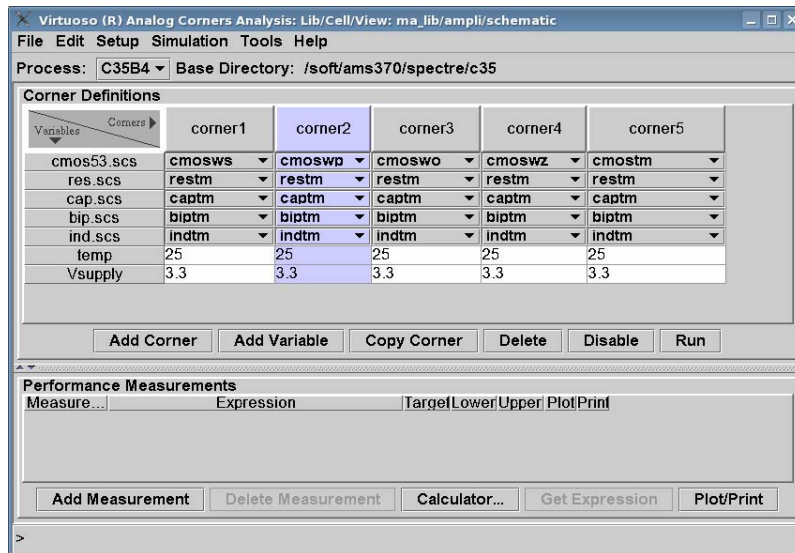 Virtuoso (R) Analog Corners Analysis: Lib/Cell/View: ma_lib/ampli/schematic
File Edit Setup Simulation Tools Help
Process: C35B4 Base Directory: /soft/ams370/spectre/c35
Corner Definitions
Variables Corners corner1 corner2 corner3 corner4 corner5
cmos53.scs cmosws cmoswp cmoswo cmoswz cmostm
res.scs restm restm restm restm restm
cap.scs captm captm captm captm captm
bip.scs biptm biptm biptm biptm biptm
ind.scs indtm indtm indtm indtm indtm
temp 25 25 25 25 25
Vsupply 3.3 3.3 3.3 3.3 3.3
Add Corner Add Variable Copy Corner Delete Disable Run
Performance Measurements
Measure... Expression Target Lower Upper Plot Print
Add Measurement Delete Measurement Calculator... Get Expression Plot/Print
>